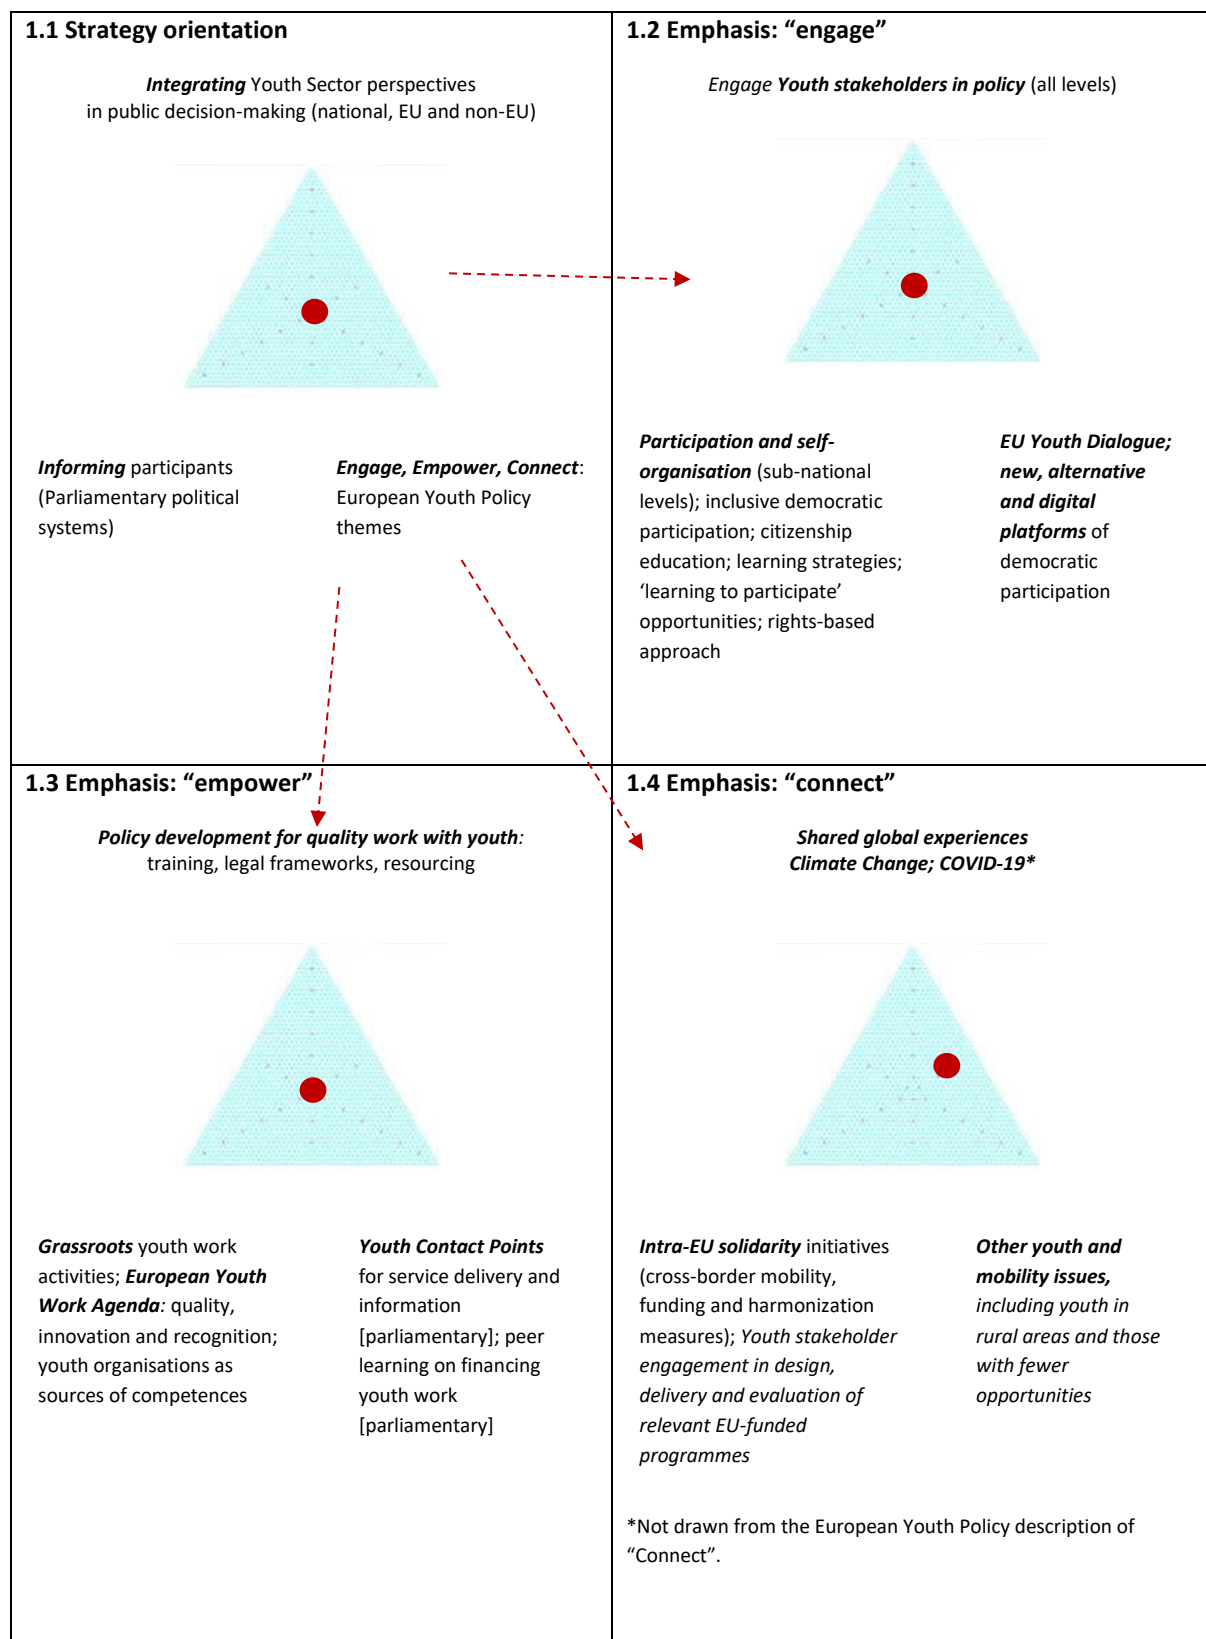 1.1 Strategy orientation
Integrating Youth Sector perspectives
in public decision-making (national, EU and non-EU)
Informing participants
(Parliamentary political
systems)
Engage, Empower, Connect:
European Youth Policy
themes
1.2 Emphasis: “engage”
Engage Youth stakeholders in policy (all levels)
Participation and self-
organisation (sub-national
levels); inclusive democratic
participation; citizenship
education; learning strategies;
‘learning to participate’
opportunities; rights-based
approach
EU Youth Dialogue;
new, alternative
and digital
platforms of
democratic
participation
1.3 Emphasis: “empower”
Policy development for quality work with youth:
training, legal frameworks, resourcing
Grassroots youth work
activities; European Youth
Work Agenda: quality,
innovation and recognition;
youth organisations as
sources of competences
Youth Contact Points
for service delivery and
information
[parliamentary]; peer
learning on financing
youth work
[parliamentary]
1.4 Emphasis: “connect”
Shared global experiences
Climate Change; COVID-19*
Intra-EU solidarity initiatives
(cross-border mobility,
funding and harmonization
measures); Youth stakeholder
engagement in design,
delivery and evaluation of
relevant EU-funded
programmes
Other youth and
mobility issues,
including youth in
rural areas and those
with fewer
opportunities
*Not drawn from the European Youth Policy description of
“Connect”.